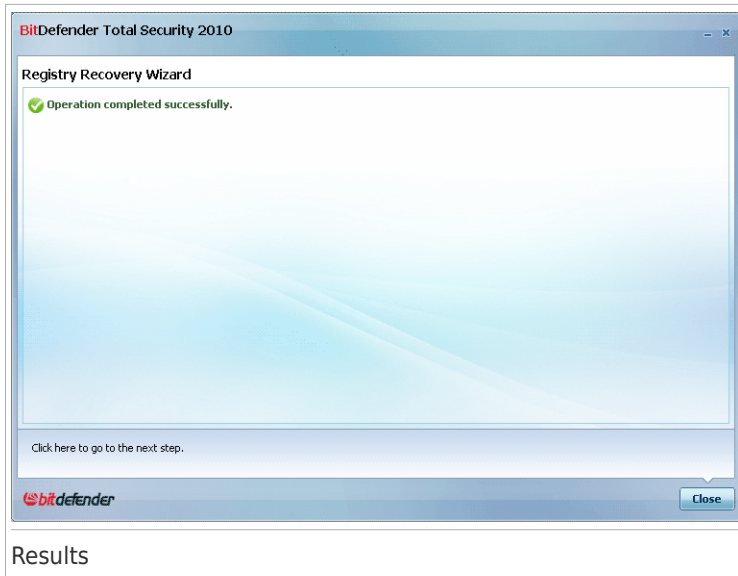 BitDefender Total Security 2010
Registry Recovery Wizard
Operation completed successfully.
Click here to go to the next step.
bitdefender
Close
Results